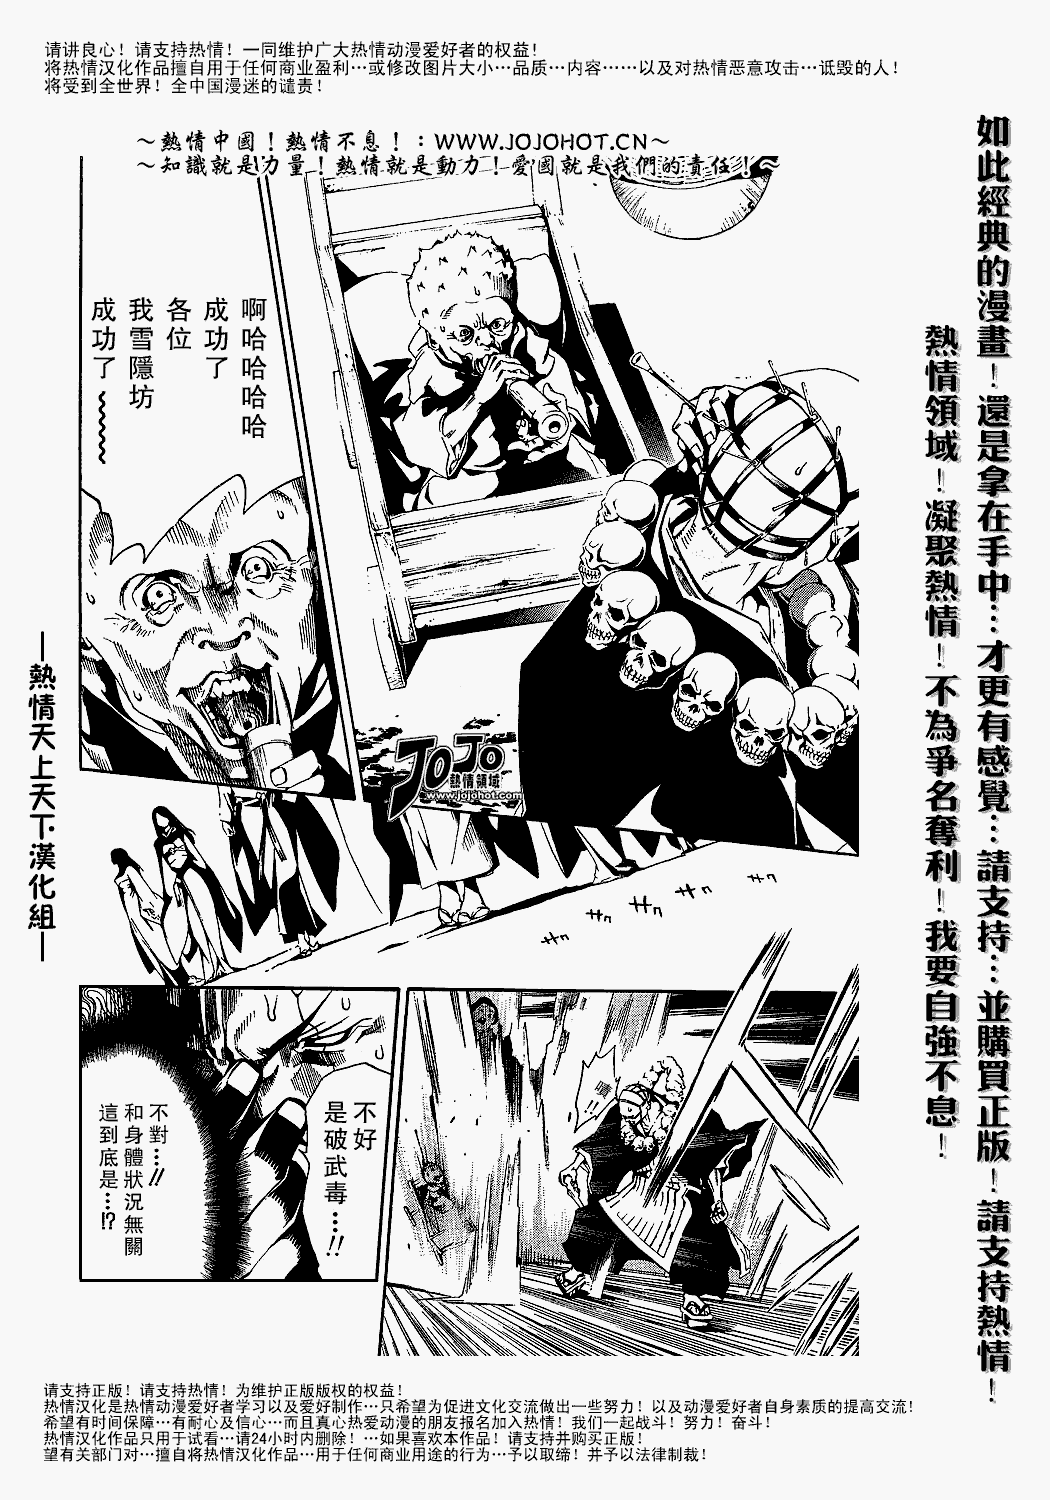 请讲良心！请支持热情！一同维护广大热情动漫爱好者的权益！
将热情汉化作品擅自用于任何商业盈利…或修改图片大小…品质…内容……以及对热情恶意攻击…诋毁的人！
将受到全世界！全中国漫迷的谴责！
～熱情中國！熱情不息！：WWW.JOJOHOT.CN～
～知識就是力量！熱情就是動力！愛國就是我們的責任！～
如此經典的漫畫！還是拿在手中…才更有感覺…請支持…並購買正版！請支持熱情！
熱情領域！凝聚熱情！不為爭名奪利！我要自強不息！
啊哈哈哈哈
成功了
各位
我雪隱坊
成功了～～～
JOJO
熱情領域
www.jojohot.com
—熱情天上天下漢化組—
ザッ
ザッ
ザッ
ザッ
不好
是破武毒…!!
不對…!!
和身體狀況無關
這到底是…!?
请支持正版！请支持热情！为维护正版版权的权益！
热情汉化是热情动漫爱好者学习以及爱好制作…只希望为促进文化交流做出一些努力！以及动漫爱好者自身素质的提高交流！
希望有时间保障…有耐心及信心…而且真心热爱动漫的朋友报名加入热情！我们一起战斗！努力！奋斗！
热情汉化作品只用于试看…请24小时内删除！…如果喜欢本作品！请支持并购买正版！
望有关部门对…擅自将热情汉化作品…用于任何商业用途的行为…予以取缔！并予以法律制裁！